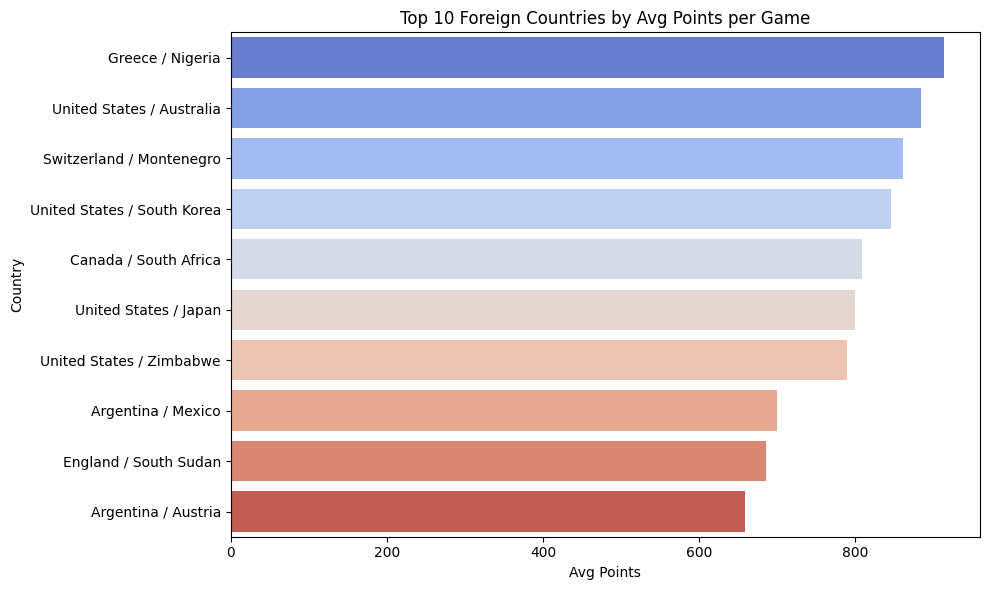 Top 10 Foreign Countries by Avg Points per Game
Greece / Nigeria
United States / Australia
Switzerland / Montenegro
United States / South Korea
Canada / South Africa
United States / Japan
United States / Zimbabwe
Argentina / Mexico
England / South Sudan
Argentina / Austria
Country
0 200 400 600 800
Avg Points